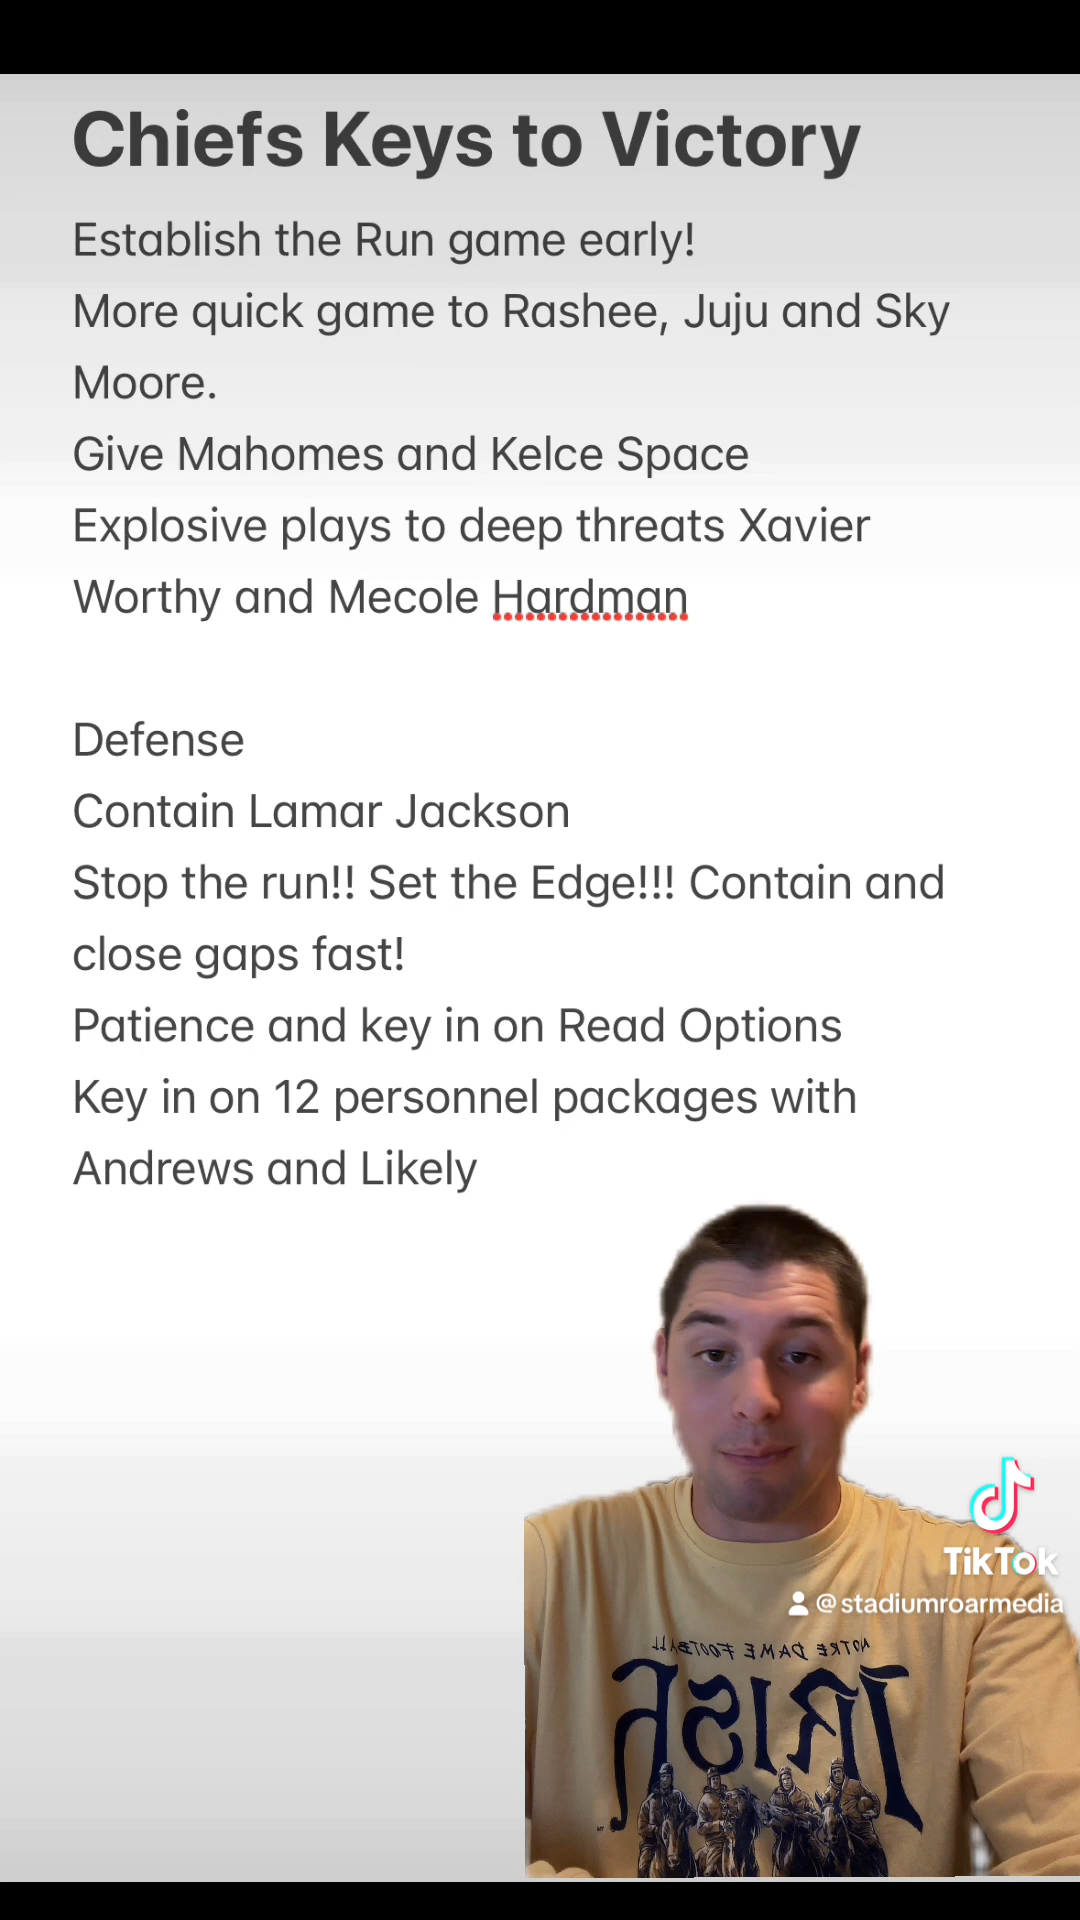 Chiefs Keys to Victory
Establish the Run game early!
More quick game to Rashee, Juju and Sky
Moore.
Give Mahomes and Kelce Space
Explosive plays to deep threats Xavier
Worthy and Mecole Hardman
Defense
Contain Lamar Jackson
Stop the run!! Set the Edge!!! Contain and
close gaps fast!
Patience and key in on Read Options
Key in on 12 personnel packages with
Andrews and Likely
TikTok
@stadiumroarmedia
NOTRE DAME FOOTBALL
IRISH